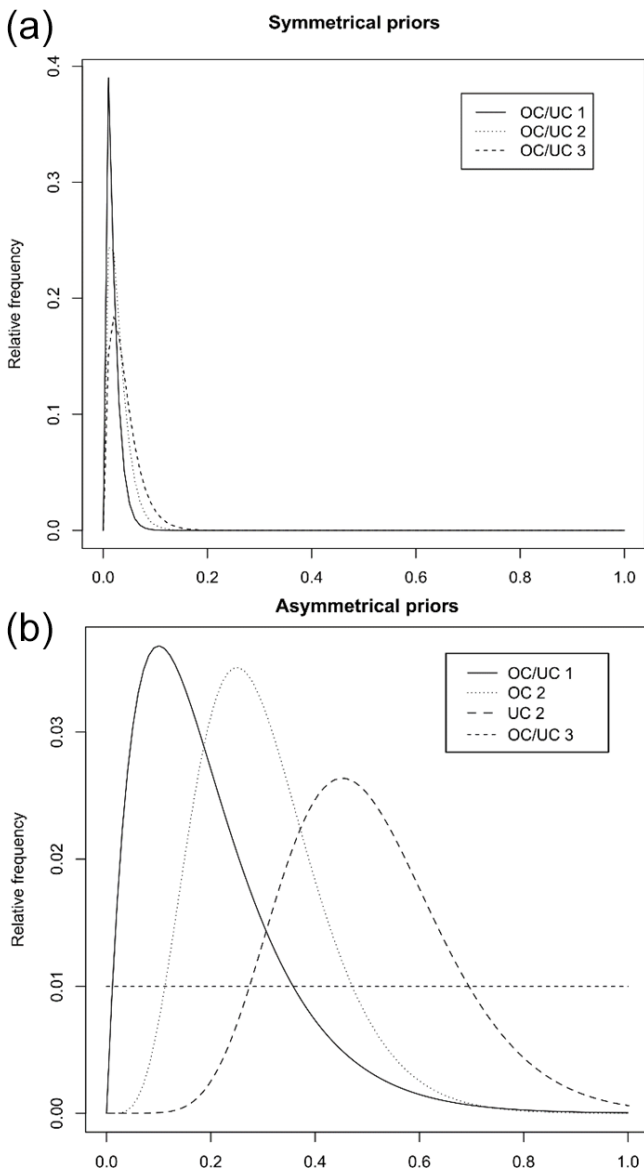 (a)
Symmetrical priors
0.4
0.3
0.2
0.1
0.0
Relative frequency
OC/UC 1
OC/UC 2
OC/UC 3
0.0 0.2 0.4 0.6 0.8 1.0
(b)
Asymmetrical priors
0.03
0.02
0.01
0.00
Relative frequency
OC/UC 1
OC 2
UC 2
OC/UC 3
0.0 0.2 0.4 0.6 0.8 1.0